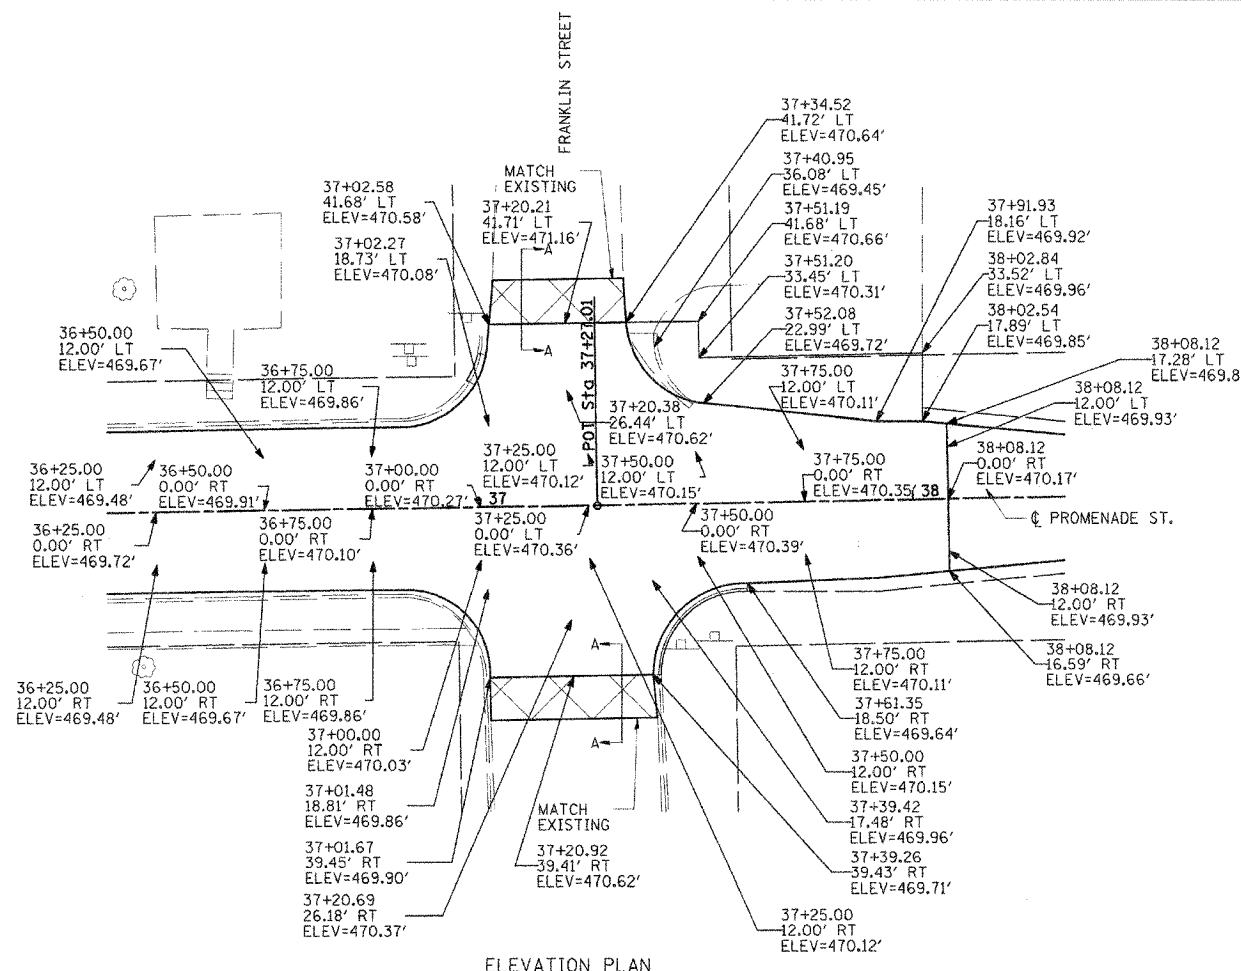 FRANKLIN STREET
37+34.52
41.72' LT
ELEV=470.64'
37+40.95
36.08' LT
ELEV=469.45'
37+51.19
41.68' LT
ELEV=470.66'
37+51.20
33.45' LT
ELEV=470.31'
37+52.08
22.99' LT
ELEV=469.72'
MATCH
EXISTING
37+02.58
41.68' LT
ELEV=470.58'
37+20.21
41.71' LT
ELEV=471.16'
37+02.27
18.73' LT
ELEV=470.08'
A
A
37+91.93
18.16' LT
ELEV=469.92'
38+02.84
33.52' LT
ELEV=469.96'
38+02.54
17.89' LT
ELEV=469.85'
38+08.12
17.28' LT
ELEV=469.8
38+08.12
12.00' LT
ELEV=469.93'
36+50.00
12.00' LT
ELEV=469.67'
36+75.00
12.00' LT
ELEV=469.86'
POT Sta 37+27.01
37+20.38
26.44' LT
ELEV=470.62'
37+75.00
12.00' LT
ELEV=470.11'
36+25.00
12.00' LT
ELEV=469.48'
36+50.00
0.00' RT
ELEV=469.91'
37+00.00
0.00' RT
ELEV=470.27'
37+25.00
12.00' LT
ELEV=470.12'
37+50.00
12.00' LT
ELEV=470.15'
37+75.00
0.00' RT
ELEV=470.35'
38+08.12
0.00' RT
ELEV=470.17'
37
38
36+25.00
0.00' RT
ELEV=469.72'
36+75.00
0.00' RT
ELEV=470.10'
37+25.00
0.00' LT
ELEV=470.36'
37+50.00
0.00' RT
ELEV=470.39'
℄ PROMENADE ST.
38+08.12
12.00' RT
ELEV=469.93'
38+08.12
16.59' RT
ELEV=469.66'
36+25.00
12.00' RT
ELEV=469.48'
36+50.00
12.00' RT
ELEV=469.67'
36+75.00
12.00' RT
ELEV=469.86'
A
A
37+75.00
12.00' RT
ELEV=470.11'
37+61.35
18.50' RT
ELEV=469.64'
37+00.00
12.00' RT
ELEV=470.03'
37+50.00
12.00' RT
ELEV=470.15'
37+01.48
18.81' RT
ELEV=469.86'
MATCH
EXISTING
37+39.42
17.48' RT
ELEV=469.96'
37+01.67
39.45' RT
ELEV=469.90'
37+20.92
39.41' RT
ELEV=470.62'
37+39.26
39.43' RT
ELEV=469.71'
37+20.69
26.18' RT
ELEV=470.37'
37+25.00
12.00' RT
ELEV=470.12'
ELEVATION PLAN